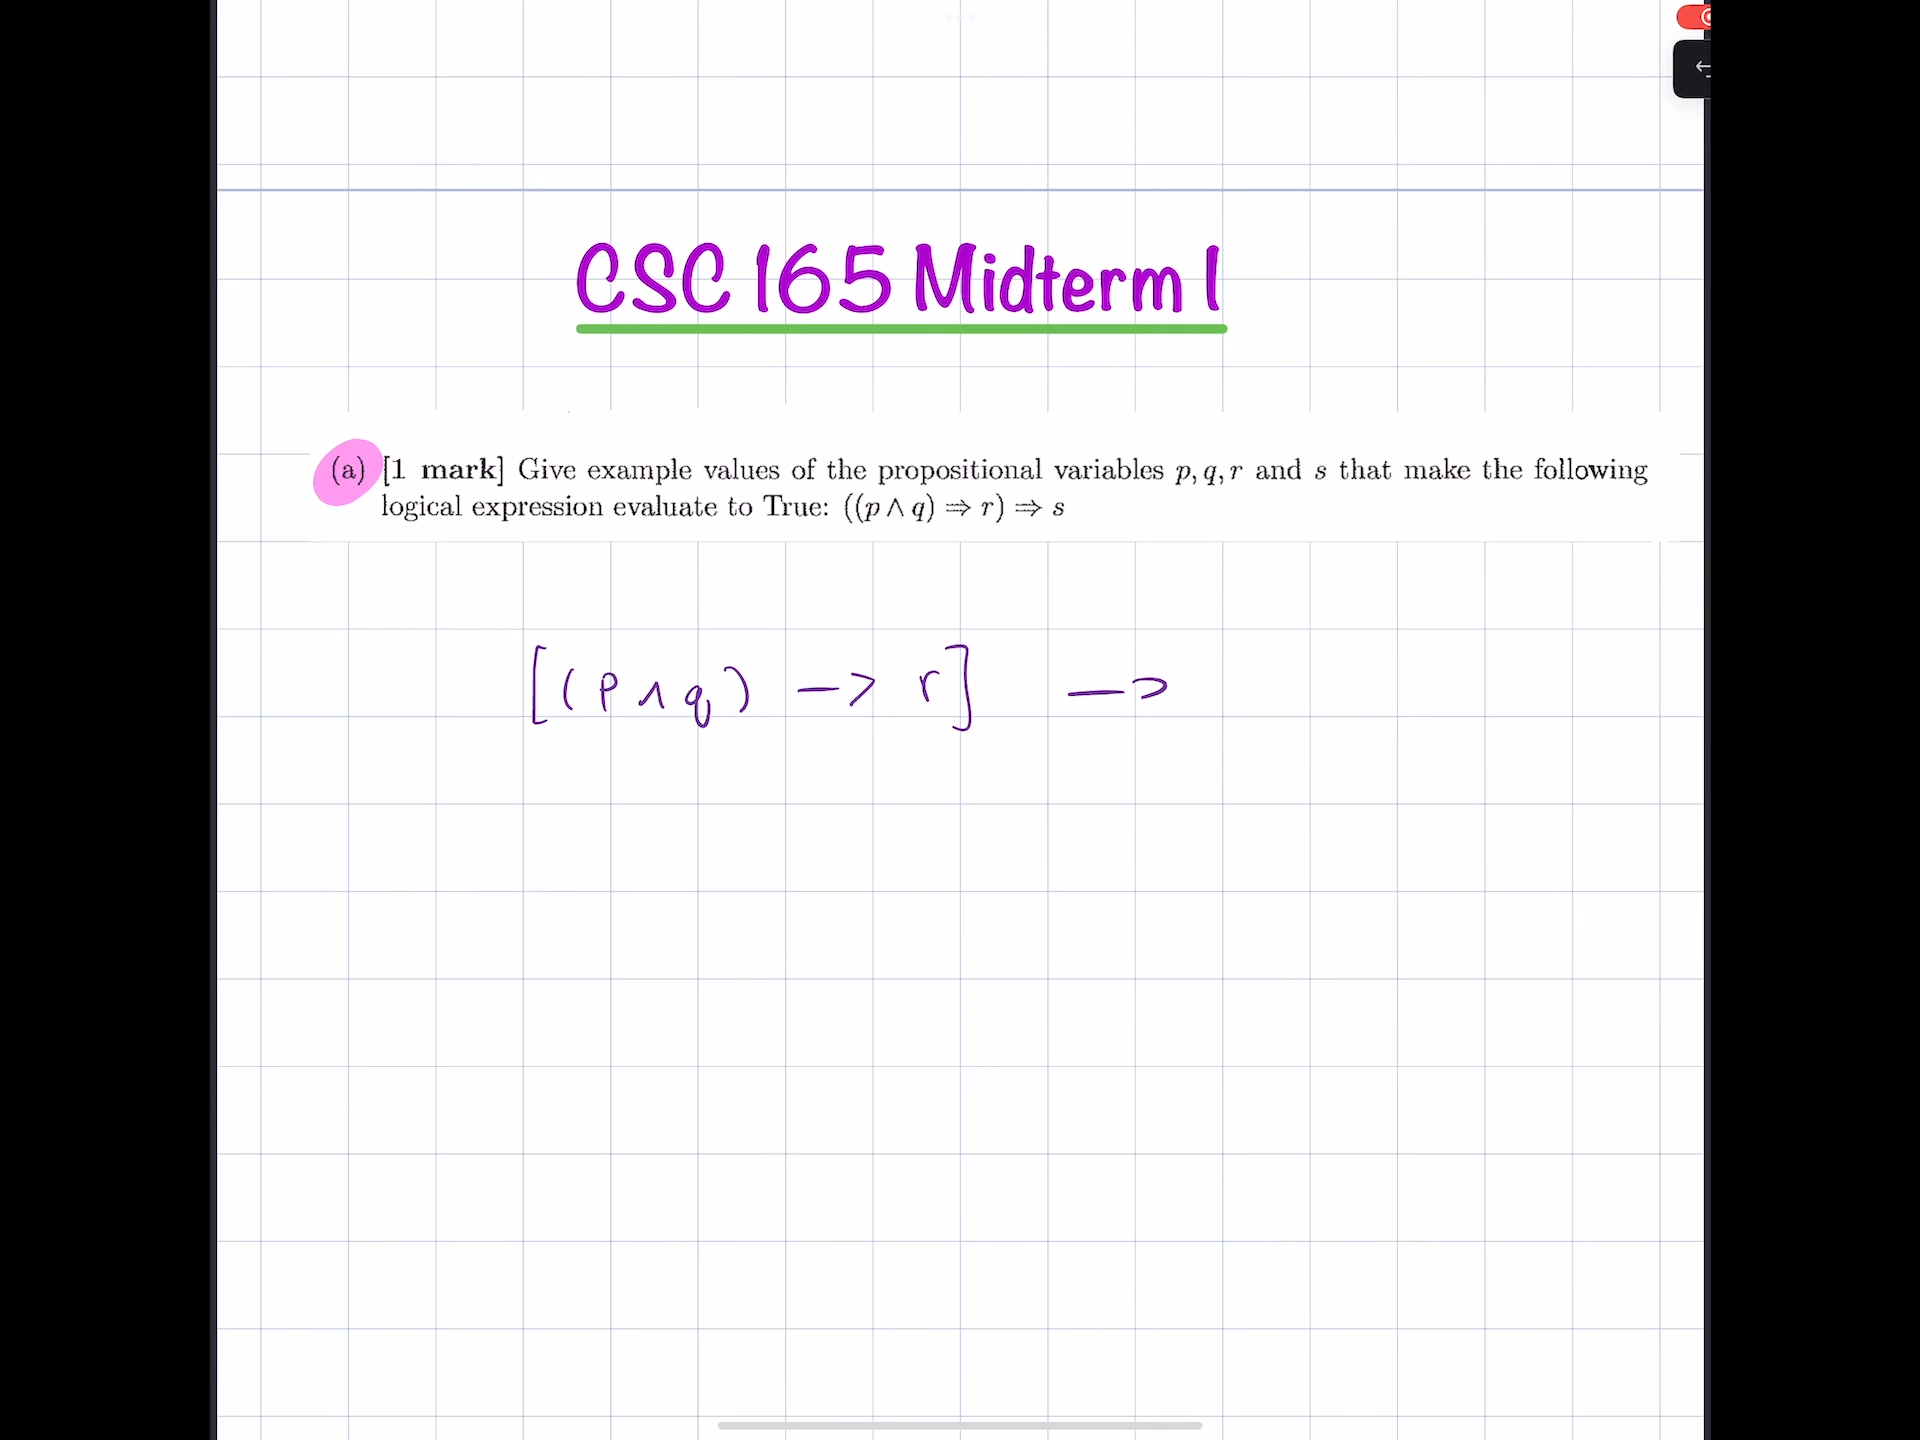 CSC 165 Midterm 1
(a) [1 mark] Give example values of the propositional variables p, q, r and s that make the following
logical expression evaluate to True: ((p ∧ q) ⇒ r) ⇒ s
[(p ∧ q) -> r] ->